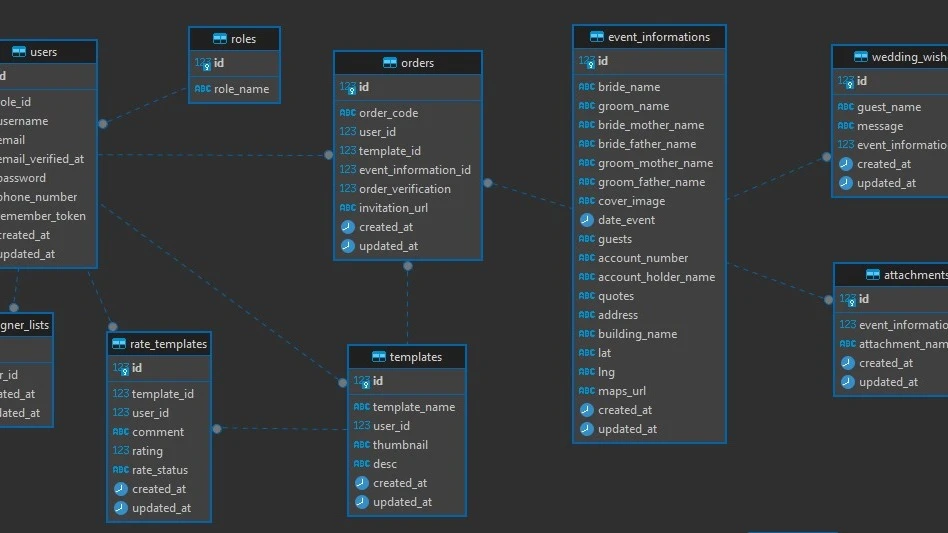 users
d
ole_id
username
email
email_verified_at
password
phone_number
remember_token
created_at
updated_at
roles
123 id
ABC role_name
orders
123 id
ABC order_code
123 user_id
123 template_id
123 event_information_id
123 order_verification
ABC invitation_url
created_at
updated_at
event_informations
123 id
ABC bride_name
ABC groom_name
ABC bride_mother_name
ABC bride_father_name
ABC groom_mother_name
ABC groom_father_name
ABC cover_image
date_event
ABC guests
ABC account_number
ABC account_holder_name
ABC quotes
ABC address
ABC building_name
ABC lat
ABC lng
ABC maps_url
created_at
updated_at
wedding_wish
123 id
ABC guest_name
ABC message
123 event_informatio
created_at
updated_at
attachments
123 id
123 event_informatio
ABC attachment_nam
created_at
updated_at
gner_lists
r_id
ated_at
dated_at
rate_templates
123 id
123 template_id
123 user_id
ABC comment
123 rating
ABC rate_status
created_at
updated_at
templates
123 id
ABC template_name
123 user_id
ABC thumbnail
ABC desc
created_at
updated_at